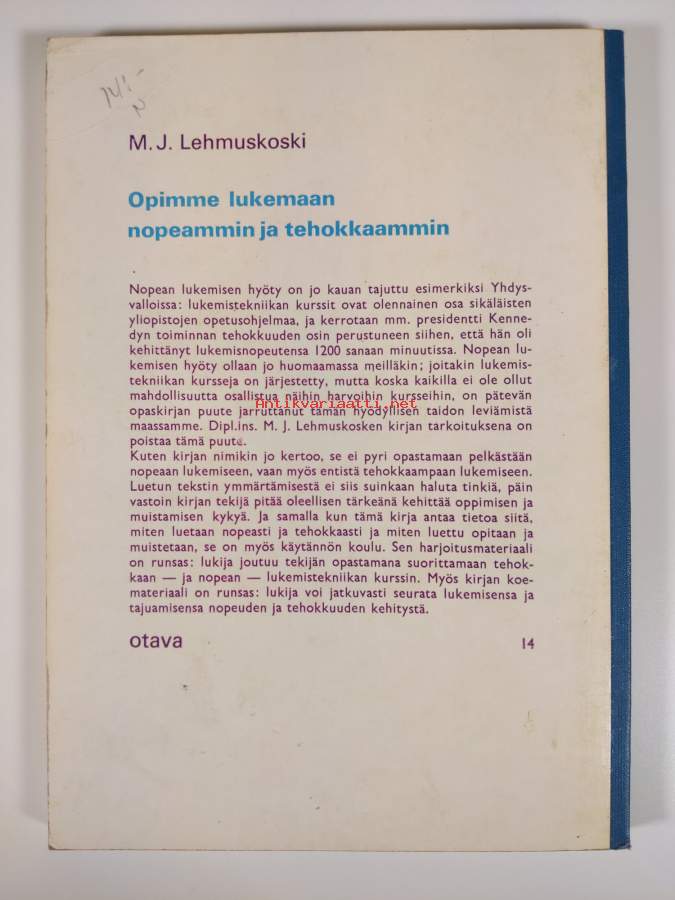 M. J. Lehmuskoski
Opimme lukemaan
nopeammin ja tehokkaammin
Nopean lukemisen hyöty on jo kauan tajuttu esimerkiksi Yhdys-
valloissa: lukemistekniikan kurssit ovat olennainen osa sikäläisten
yliopistojen opetusohjelmaa, ja kerrotaan mm. presidentti Kenne-
dyn toiminnan tehokkuuden osin perustuneen siihen, että hän oli
kehittänyt lukemisnopeutensa 1200 sanaan minuutissa. Nopean lu-
kemisen hyöty ollaan jo huomaamassa meilläkin; joitakin lukemis-
tekniikan kursseja on järjestetty, mutta koska kaikilla ei ole ollut
mahdollisuutta osallistua näihin harvoihin kursseihin, on pätevän
Antikvariaatti.net
opaskirjan puute jarruttanut tämän hyödyllisen taidon leviämistä
maassamme. Dipl.ins. M. J. Lehmuskosken kirjan tarkoituksena on
poistaa tämä puute.
Kuten kirjan nimikin jo kertoo, se ei pyri opastamaan pelkästään
nopeaan lukemiseen, vaan myös entistä tehokkaampaan lukemiseen.
Luetun tekstin ymmärtämisestä ei siis suinkaan haluta tinkiä, päin
vastoin kirjan tekijä pitää oleellisen tärkeänä kehittää oppimisen ja
muistamisen kykyä. Ja samalla kun tämä kirja antaa tietoa siitä,
miten luetaan nopeasti ja tehokkaasti ja miten luettu opitaan ja
muistetaan, se on myös käytännön koulu. Sen harjoitusmateriaali
on runsas: lukija joutuu tekijän opastamana suorittamaan tehok-
kaan — ja nopean — lukemistekniikan kurssin. Myös kirjan koe-
materiaali on runsas: lukija voi jatkuvasti seurata lukemisensa ja
tajuamisensa nopeuden ja tehokkuuden kehitystä.
otava 14